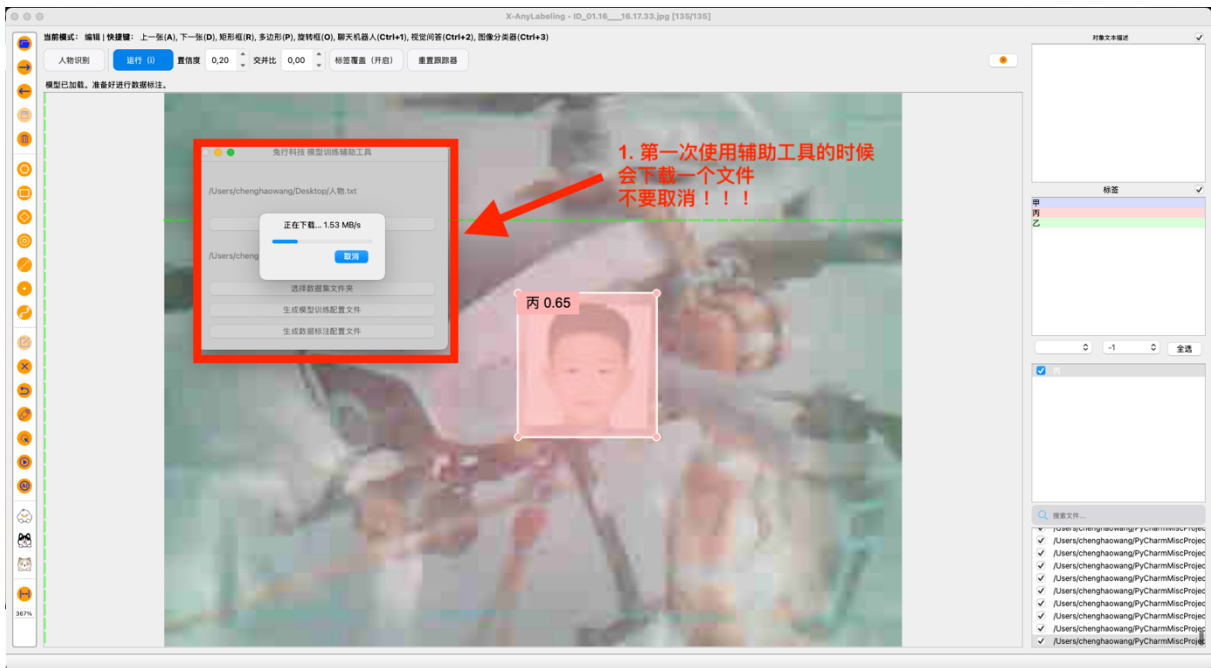 X-AnyLabeling - ID_01.16___16.17.33.jpg [135/135]
当前模式: 编辑 | 快捷键: 上一张(A), 下一张(D), 矩形框(R), 多边形(P), 旋转框(O), 聊天机器人(Ctrl+1), 视觉问答(Ctrl+2), 图像分类器(Ctrl+3)
人物识别 运行 (i) 置信度 0,20 交并比 0,00 标签覆盖 (开启) 重置跟踪器
模型已加载。准备好进行数据标注。
兔行科技 模型训练辅助工具
/Users/chenghaowang/Desktop/人物.txt
正在下载... 1.53 MB/s
取消
/Users/cheng
选择数据集文件夹
生成模型训练配置文件
生成数据标注配置文件
1. 第一次使用辅助工具的时候
会下载一个文件
不要取消！！！
丙 0.65
对象文本描述
标签
甲
丙
乙
-1 全选
丙
搜索文件...
/Users/chenghaowang/PyCharmMiscProjec
/Users/chenghaowang/PyCharmMiscProjec
/Users/chenghaowang/PyCharmMiscProjec
/Users/chenghaowang/PyCharmMiscProjec
/Users/chenghaowang/PyCharmMiscProjec
/Users/chenghaowang/PyCharmMiscProjec
/Users/chenghaowang/PyCharmMiscProjec
/Users/chenghaowang/PyCharmMiscProjec
/Users/chenghaowang/PyCharmMiscProjec
/Users/chenghaowang/PyCharmMiscProjec
AI
367%